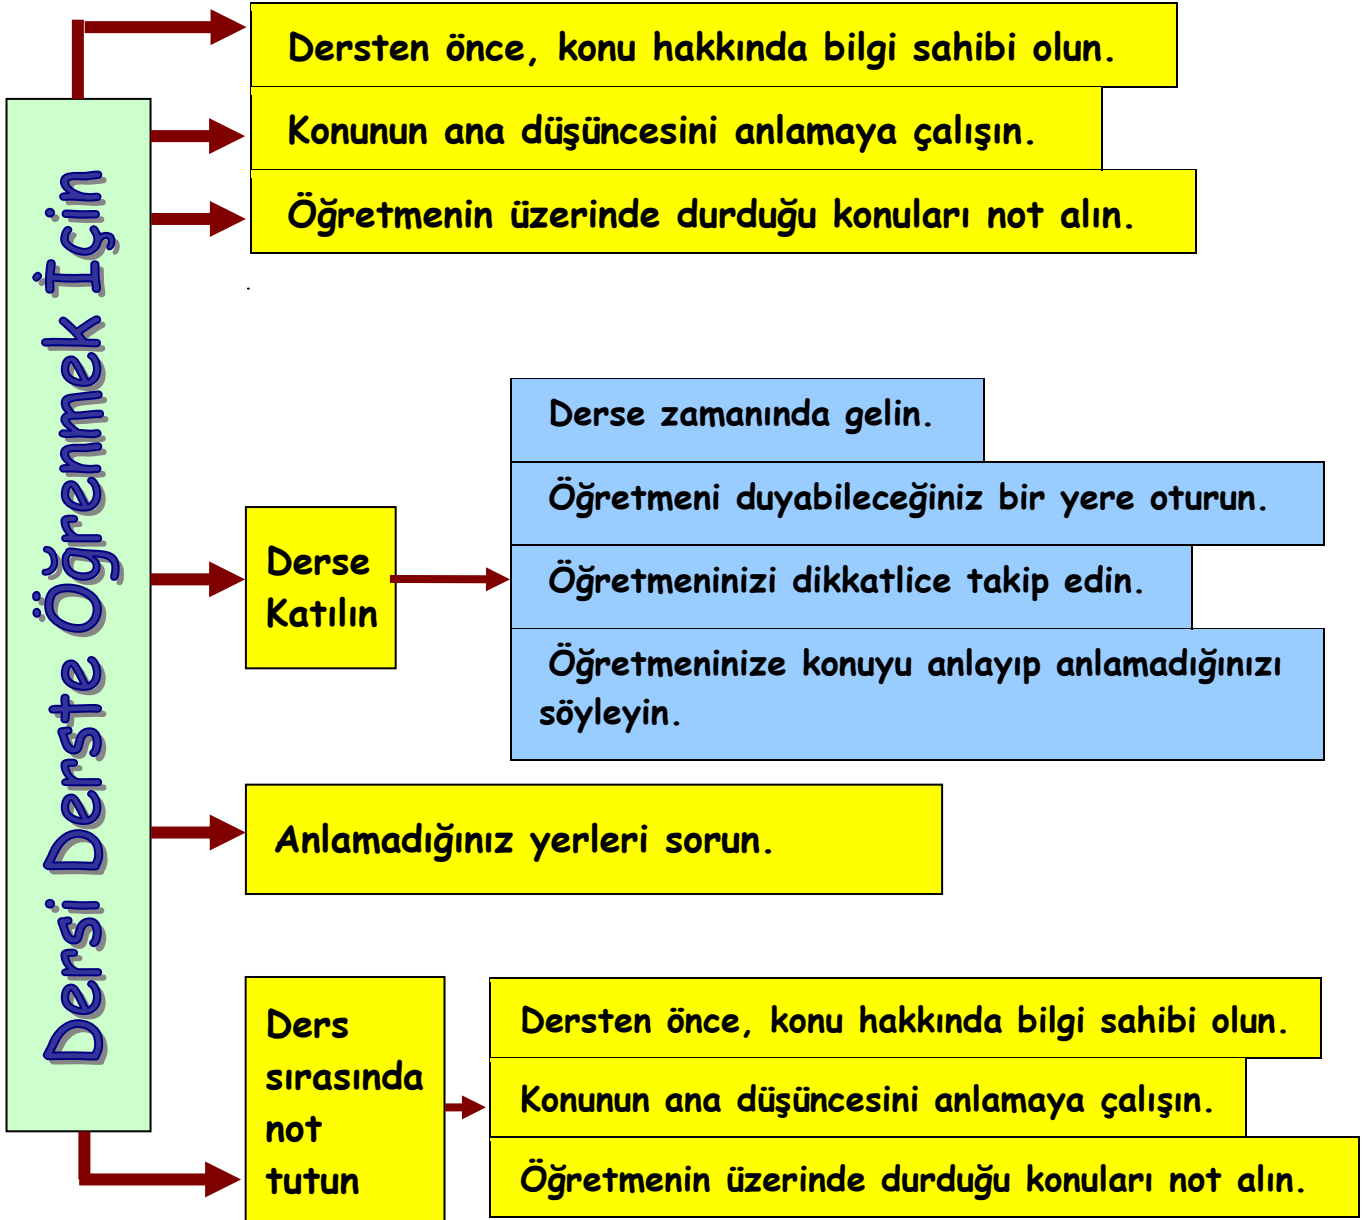 Dersi Derste Öğrenmek İçin
Dersten önce, konu hakkında bilgi sahibi olun.
Konunun ana düşüncesini anlamaya çalışın.
Öğretmenin üzerinde durduğu konuları not alın.
.
Derse
Katılın
Derse zamanında gelin.
Öğretmeni duyabileceğiniz bir yere oturun.
Öğretmeninizi dikkatlice takip edin.
Öğretmeninize konuyu anlayıp anlamadığınızı
söyleyin.
Anlamadığınız yerleri sorun.
Ders
sırasında
not
tutun
Dersten önce, konu hakkında bilgi sahibi olun.
Konunun ana düşüncesini anlamaya çalışın.
Öğretmenin üzerinde durduğu konuları not alın.